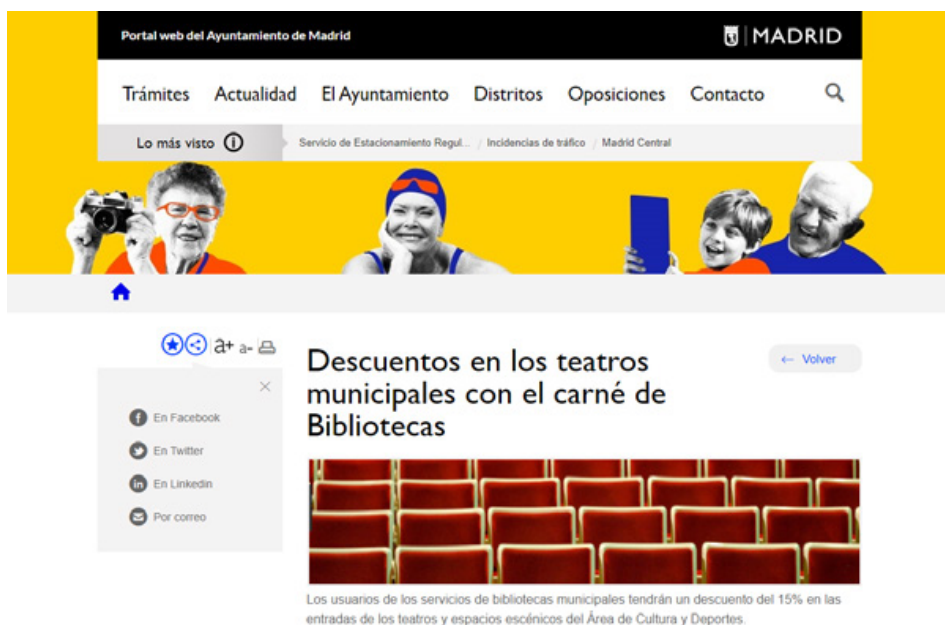 Portal web del Ayuntamiento de Madrid
MADRID
Trámites Actualidad El Ayuntamiento Distritos Oposiciones Contacto
Lo más visto
Servicio de Estacionamiento Regul... / Incidencias de tráfico / Madrid Central
a+ a-
Descuentos en los teatros
municipales con el carné de
Bibliotecas
← Volver
En Facebook
En Twitter
En Linkedin
Por correo
Los usuarios de los servicios de bibliotecas municipales tendrán un descuento del 15% en las
entradas de los teatros y espacios escénicos del Área de Cultura y Deportes.